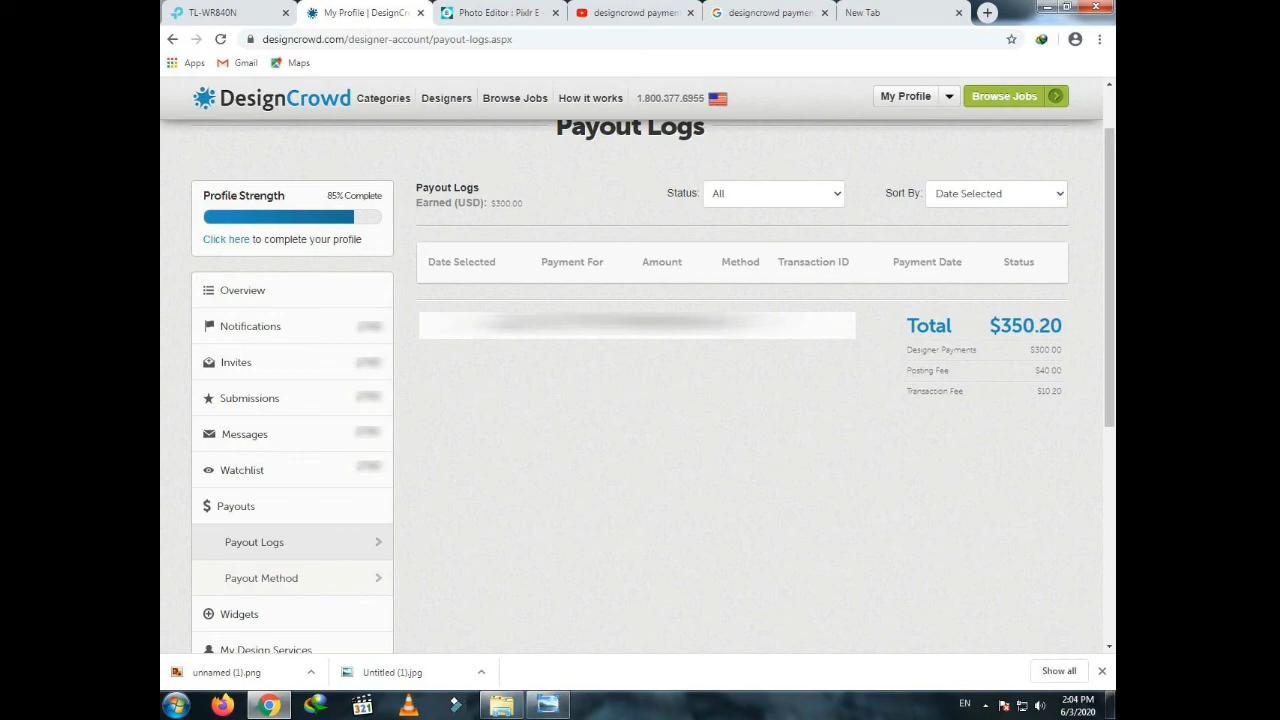 TL-WR840N
My Profile | DesignCr
Photo Editor : Pixlr E
designcrowd paymen
designcrowd paymen
New Tab
designcrowd.com/designer-account/payout-logs.aspx
Apps
Gmail
Maps
DesignCrowd
Categories
Designers
Browse Jobs
How it works
1.800.377.6955
My Profile
Browse Jobs
Payout Logs
Profile Strength
85% Complete
Click here to complete your profile
Overview
Notifications
Invites
Submissions
Messages
Watchlist
$ Payouts
Payout Logs
Payout Method
Widgets
My Design Services
Payout Logs
Earned (USD): $300.00
Status:
All
Sort By:
Date Selected
Date Selected
Payment For
Amount
Method
Transaction ID
Payment Date
Status
Total $350.20
Designer Payments $300.00
Posting Fee $40.00
Transaction Fee $10.20
unnamed (1).png
Untitled (1).jpg
Show all
321
EN
2:04 PM
6/3/2020